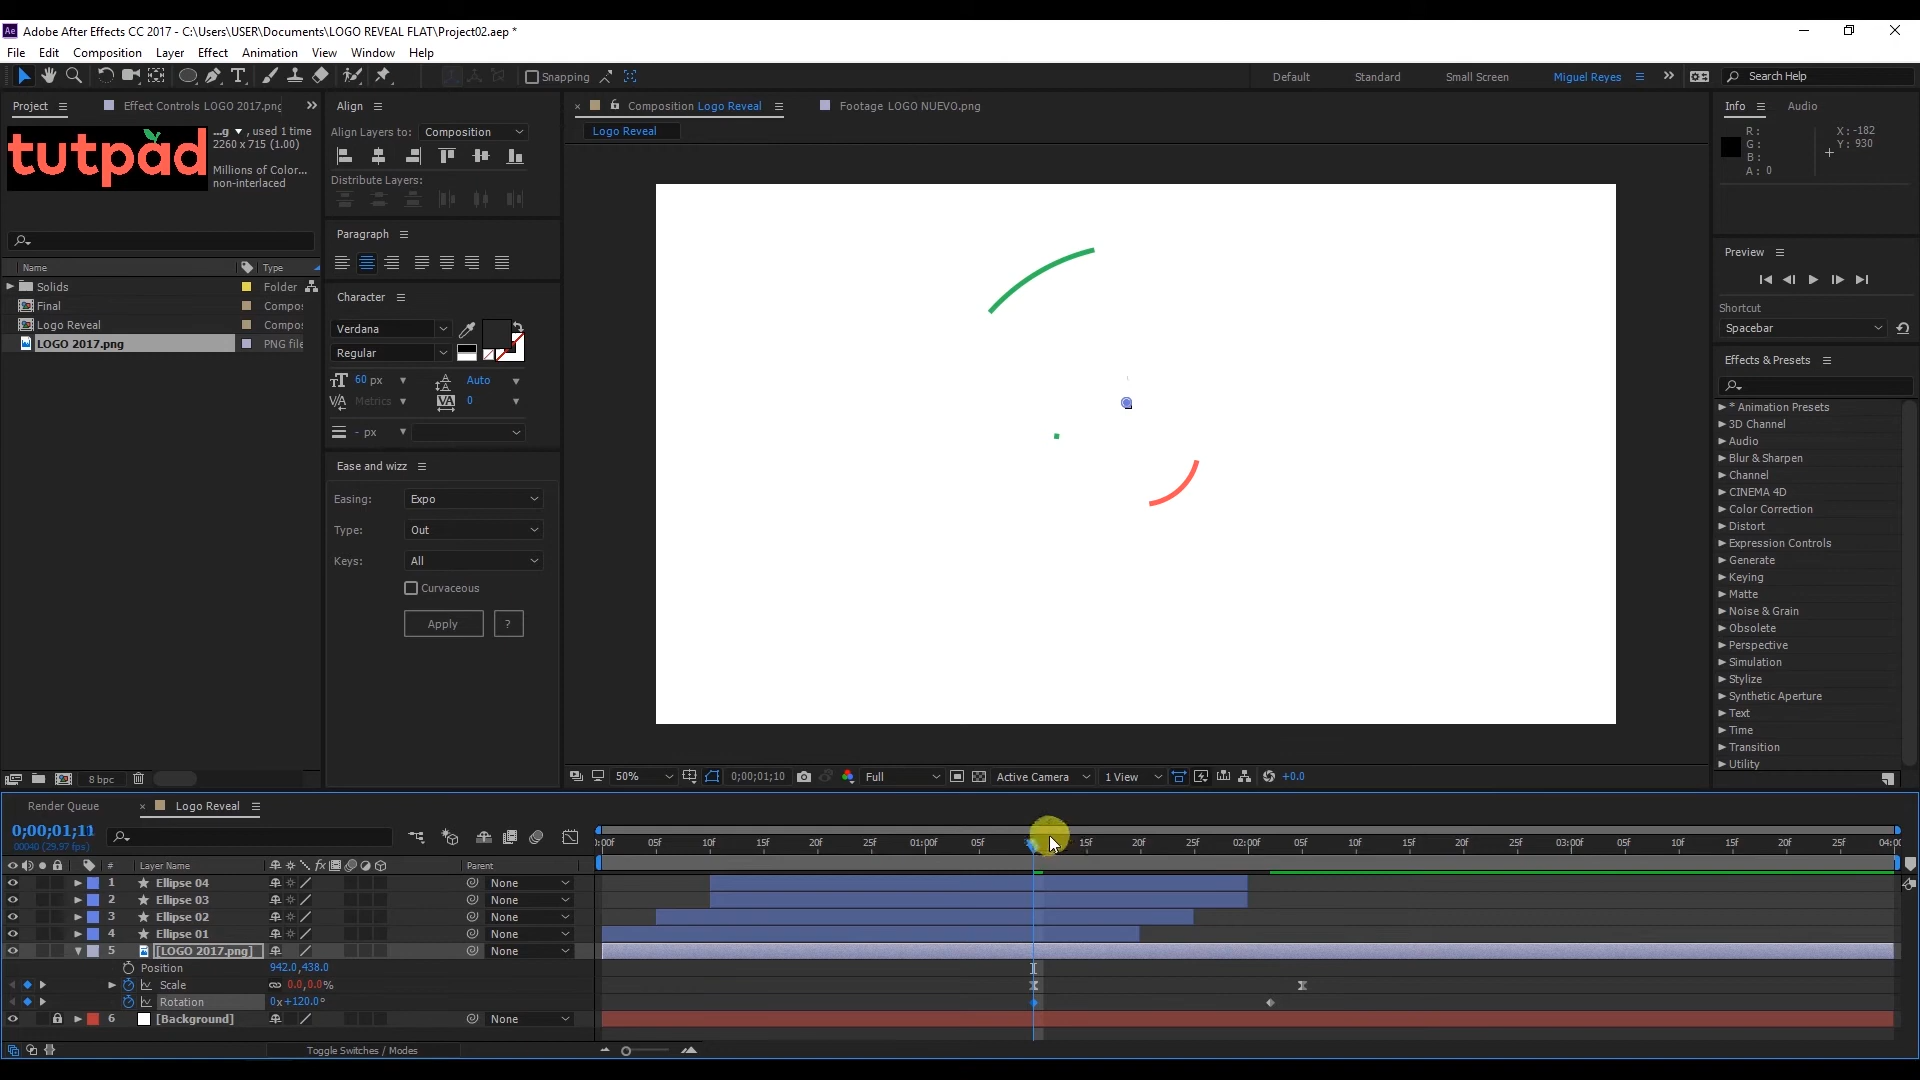 Adobe After Effects CC 2017 - C:\Users\USER\Documents\LOGO REVEAL FLAT\Project02.aep *
File Edit Composition Layer Effect Animation View Window Help
Snapping Default Standard Small Screen Miguel Reyes Search Help
Project Effect Controls LOGO 2017.png
tutpad
...g , used 1 time
2260 x 715 (1.00)
Millions of Color...
non-interlaced
Name Type
Solids Folder
Final Compo
Logo Reveal Compo
LOGO 2017.png PNG file
8 bpc
Align
Align Layers to: Composition
Distribute Layers:
Paragraph
Character
Verdana
Regular
60 px Auto
Metrics 0
- px
Ease and wizz
Easing: Expo
Type: Out
Keys: All
Curvaceous
Apply ?
Composition Logo Reveal Footage LOGO NUEVO.png
Logo Reveal
50% 0;00;01;10 Full Active Camera 1 View +0.0
Info Audio
R: X: -182
G: Y: 930
B:
A: 0
Preview
Shortcut
Spacebar
Effects & Presets
* Animation Presets
3D Channel
Audio
Blur & Sharpen
Channel
CINEMA 4D
Color Correction
Distort
Expression Controls
Generate
Keying
Matte
Noise & Grain
Obsolete
Perspective
Simulation
Stylize
Synthetic Aperture
Text
Time
Transition
Utility
Render Queue Logo Reveal
0;00;01;11
00040 (29.97 fps)
:00f 05f 10f 15f 20f 25f 01:00f 05f 15f 20f 25f 02:00f 05f 10f 15f 20f 25f 03:00f 05f 10f 15f 20f 25f 04:00
# Layer Name Parent
1 Ellipse 04 None
2 Ellipse 03 None
3 Ellipse 02 None
4 Ellipse 01 None
5 [LOGO 2017.png] None
Position 942.0,438.0
Scale 0.0,0.0%
Rotation 0x+120.0°
6 [Background] None
Toggle Switches / Modes